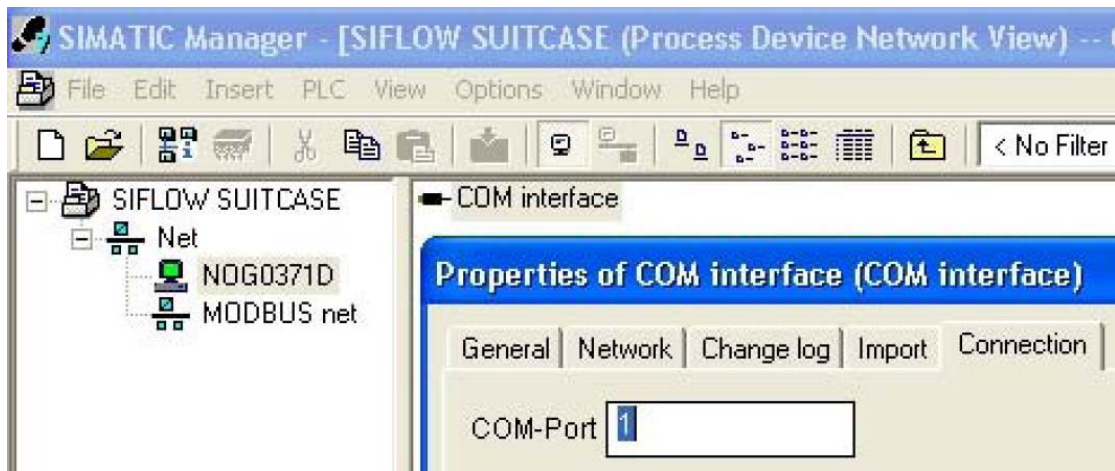 SIMATIC Manager - [SIFLOW SUITCASE (Process Device Network View) --
File Edit Insert PLC View Options Window Help
< No Filter
SIFLOW SUITCASE
Net
NOG0371D
MODBUS net
COM interface
Properties of COM interface (COM interface)
General Network Change log Import Connection
COM-Port 1